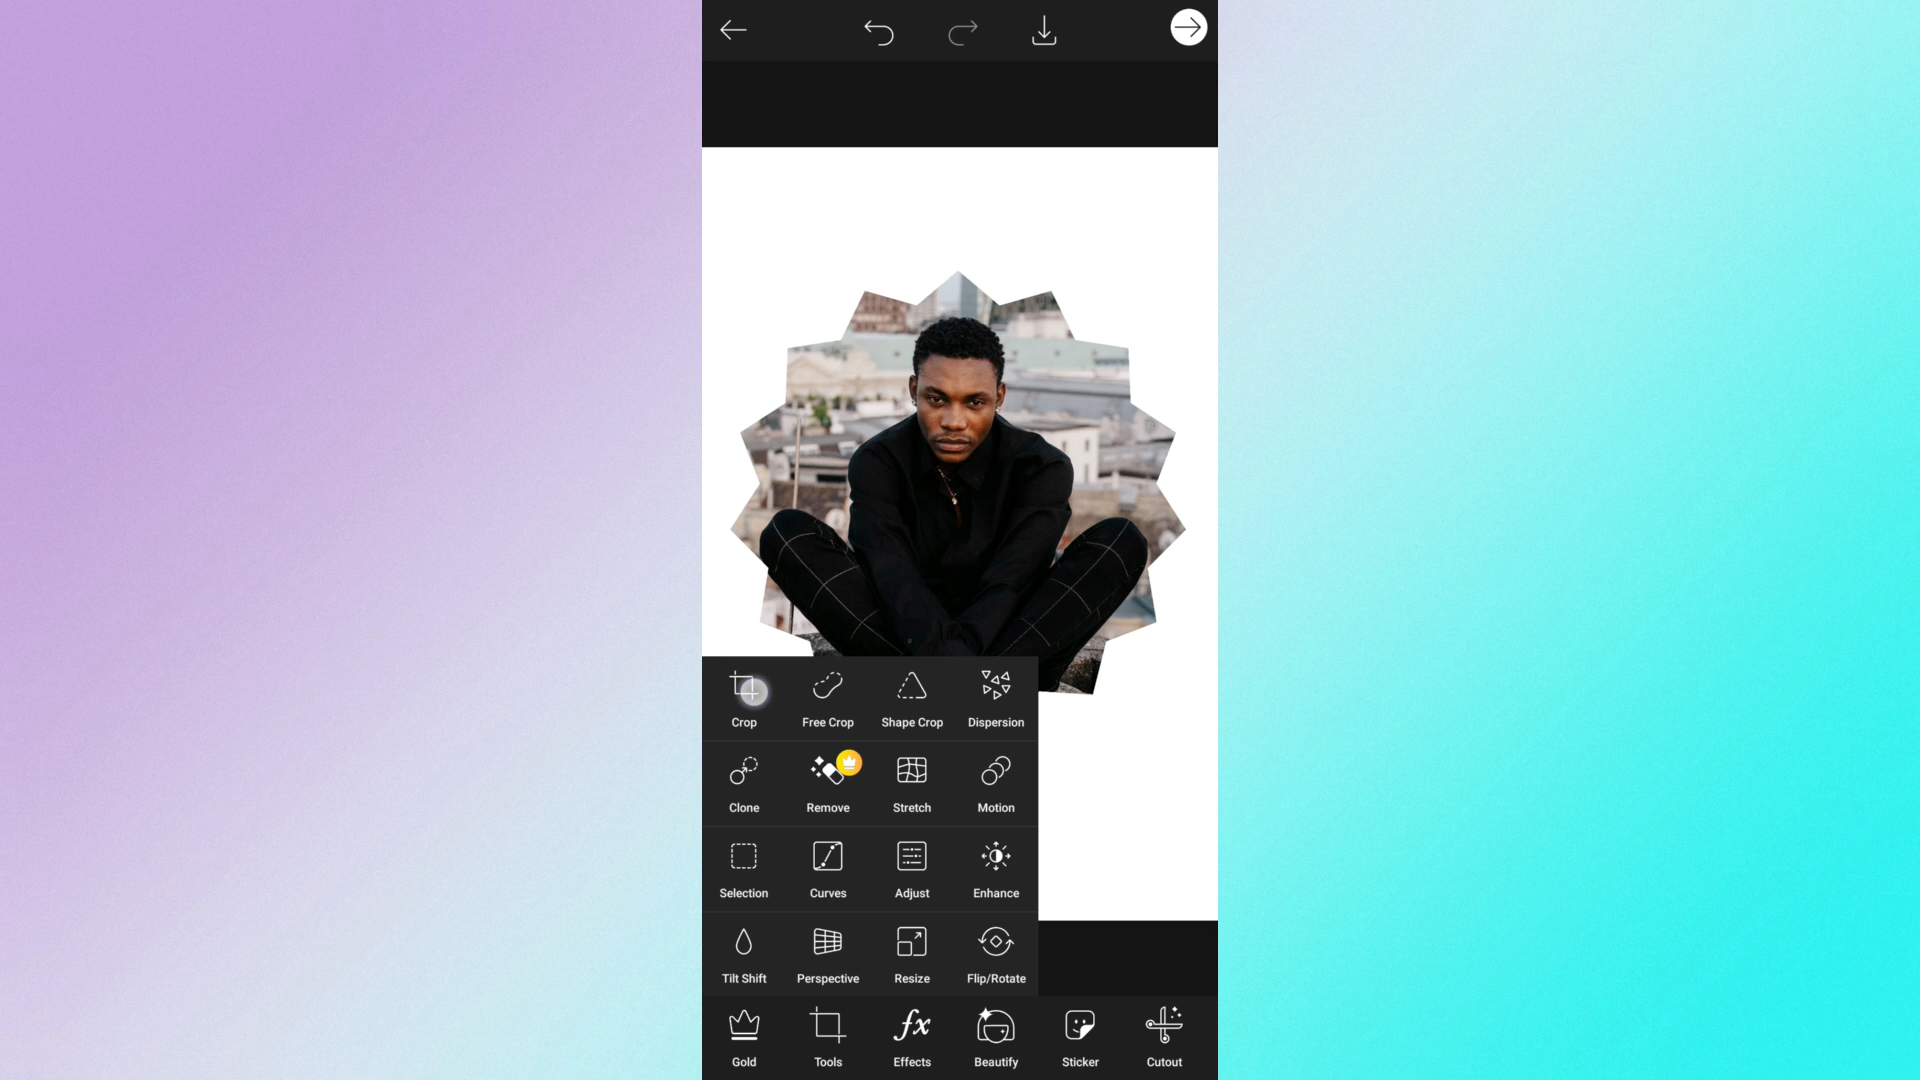 Crop Free Crop Shape Crop Dispersion
Clone Remove Stretch Motion
Selection Curves Adjust Enhance
Tilt Shift Perspective Resize Flip/Rotate
Gold Tools fx Effects Beautify Sticker Cutout